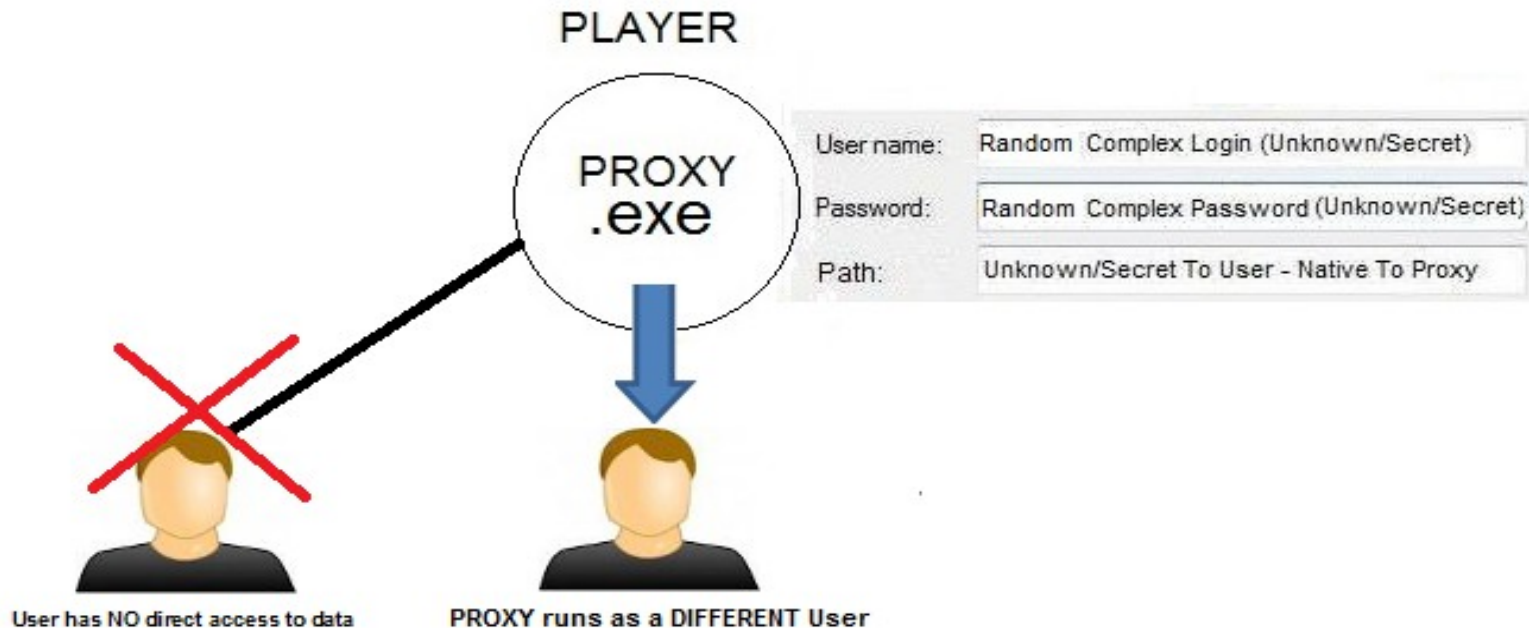 PLAYER
PROXY
.exe
User name: Random Complex Login (Unknown/Secret)
Password: Random Complex Password (Unknown/Secret)
Path: Unknown/Secret To User - Native To Proxy
User has NO direct access to data
PROXY runs as a DIFFERENT User